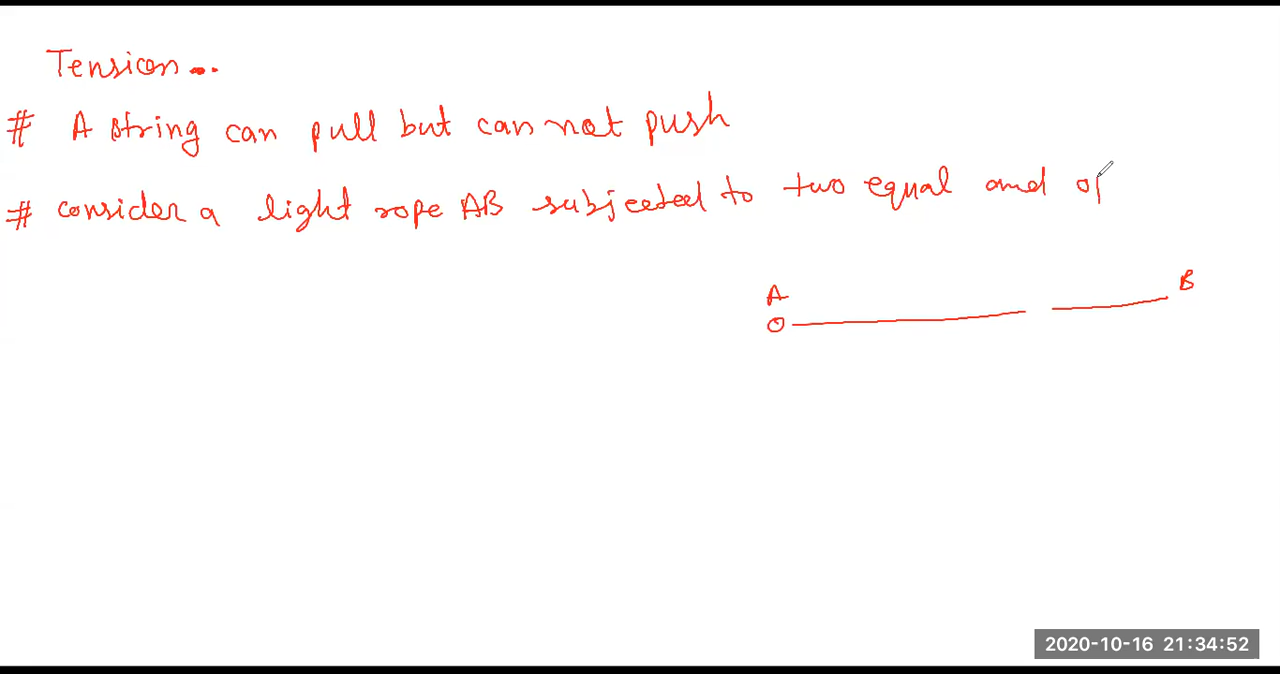 Tension...
# A string can pull but can not push
# consider a light rope AB subjected to two equal and op
A
B
O
2020-10-16 21:34:52